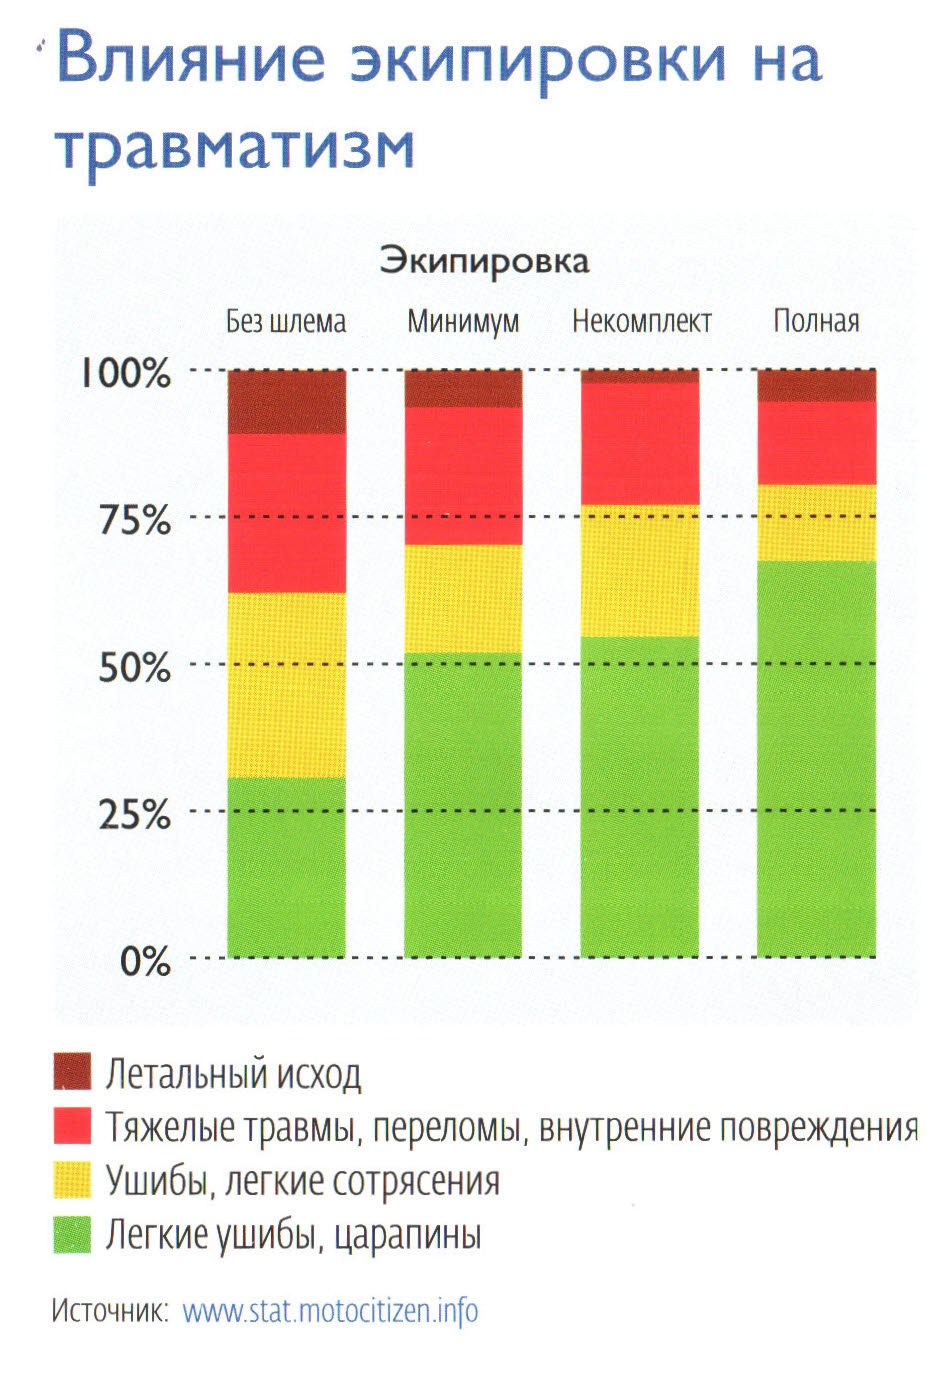 Влияние экипировки на
травматизм
Экипировка
Без шлема Минимум Некомплект Полная
100%
75%
50%
25%
0%
Летальный исход
Тяжелые травмы, переломы, внутренние повреждения
Ушибы, легкие сотрясения
Легкие ушибы, царапины
Источник: www.stat.motocitizen.info